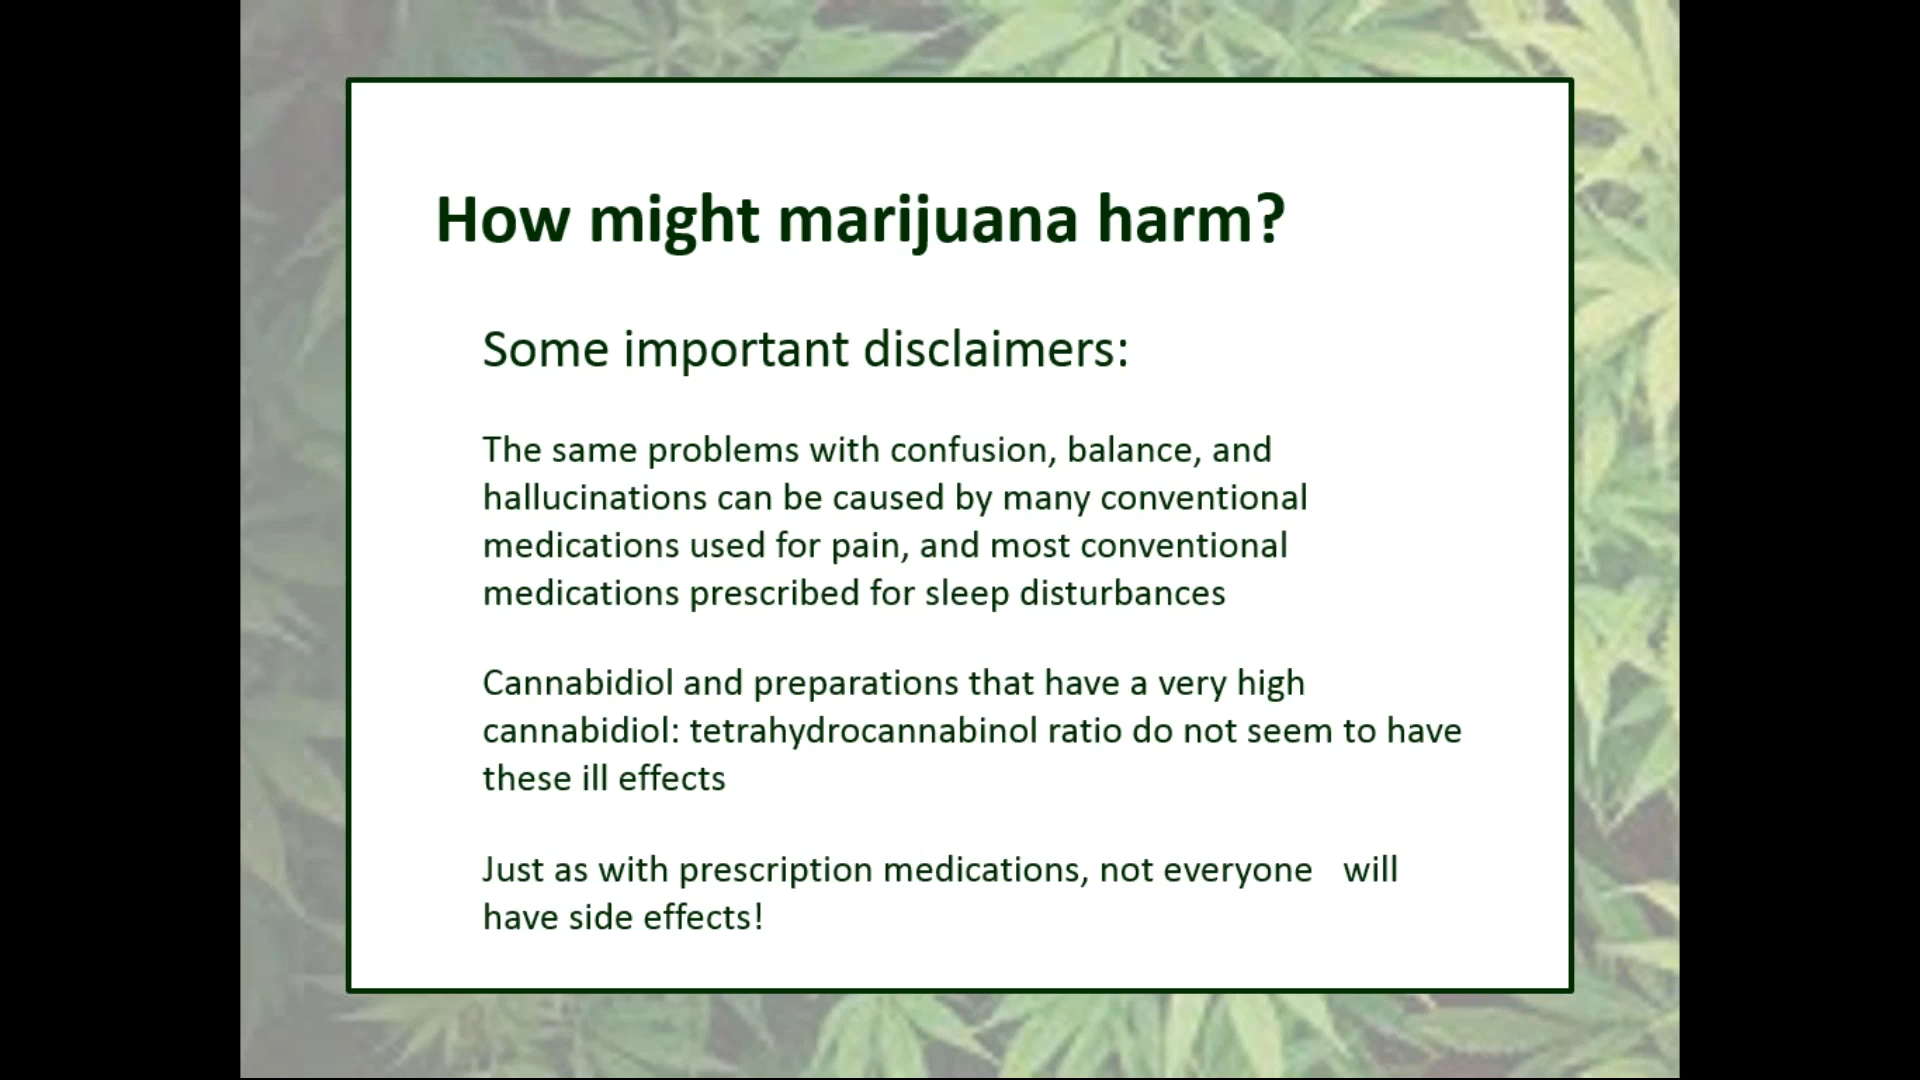 How might marijuana harm?
Some important disclaimers:
The same problems with confusion, balance, and
hallucinations can be caused by many conventional
medications used for pain, and most conventional
medications prescribed for sleep disturbances
Cannabidiol and preparations that have a very high
cannabidiol: tetrahydrocannabinol ratio do not seem to have
these ill effects
Just as with prescription medications, not everyone   will
have side effects!